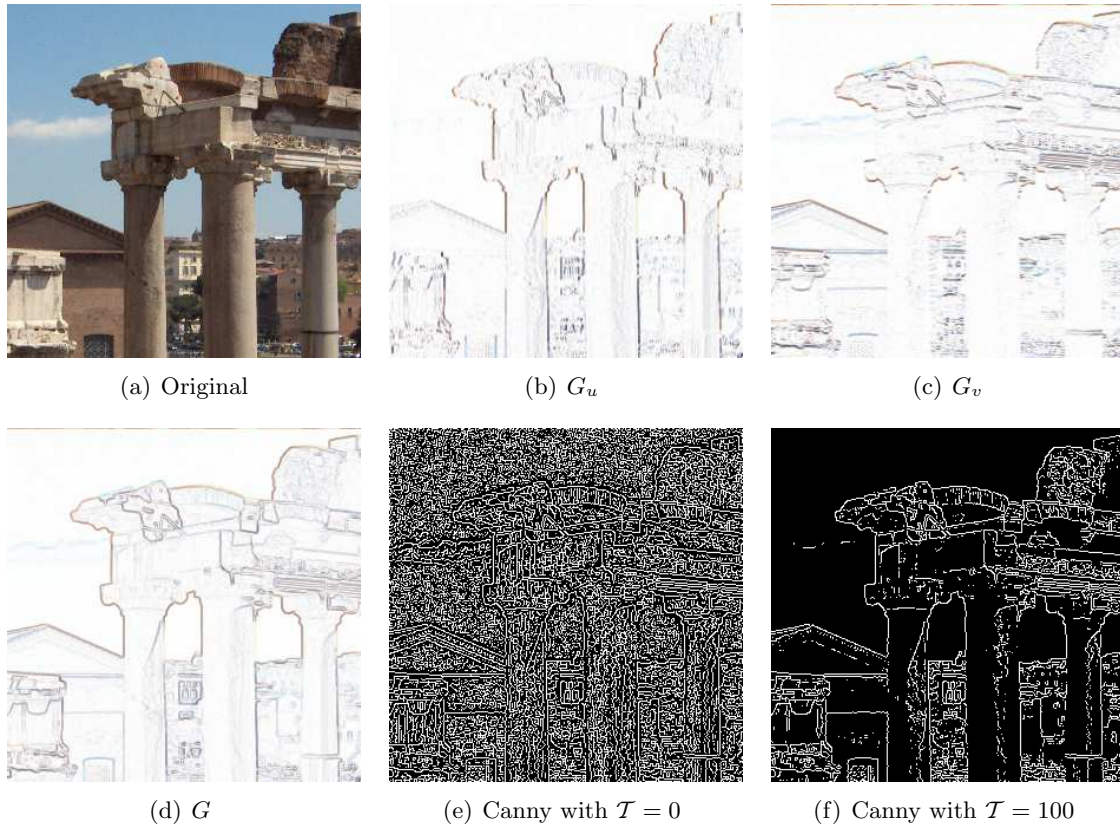 (a) Original
(b) G_u
(c) G_v
(d) G
(e) Canny with 𝒯 = 0
(f) Canny with 𝒯 = 100